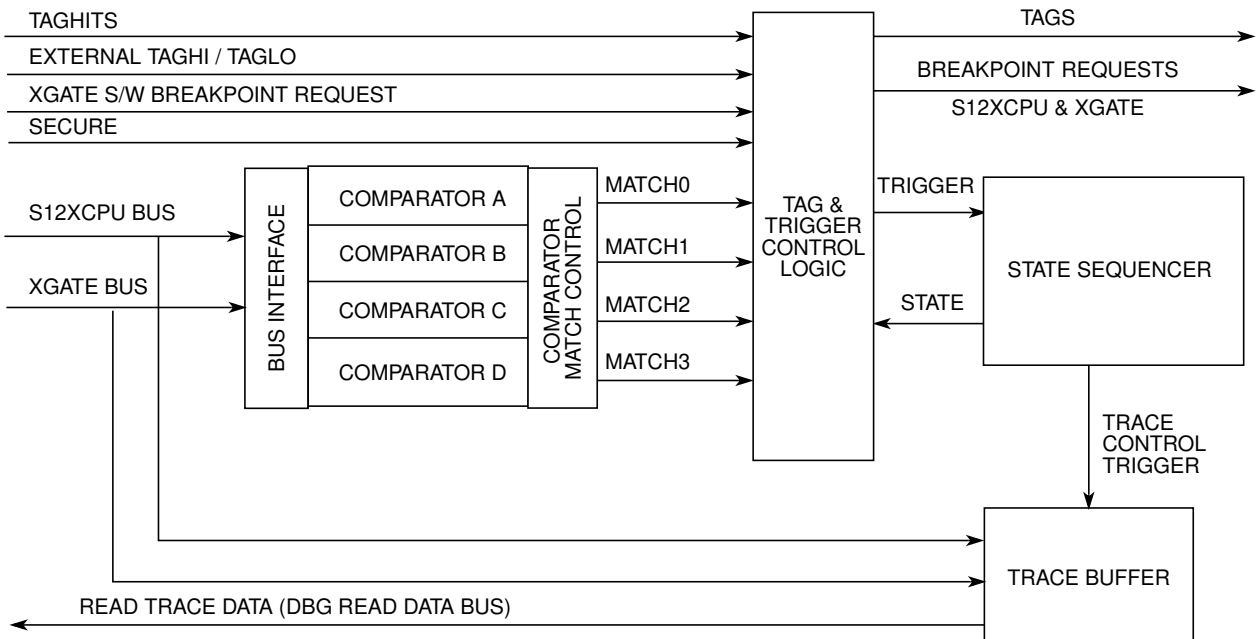 TAGHITS
TAGS
EXTERNAL TAGHI / TAGLO
BREAKPOINT REQUESTS
XGATE S/W BREAKPOINT REQUEST
S12XCPU & XGATE
SECURE
S12XCPU BUS
XGATE BUS
BUS INTERFACE
COMPARATOR A
COMPARATOR B
COMPARATOR C
COMPARATOR D
COMPARATOR
MATCH CONTROL
MATCH0
MATCH1
MATCH2
MATCH3
TAG &
TRIGGER
CONTROL
LOGIC
TRIGGER
STATE
STATE SEQUENCER
TRACE
CONTROL
TRIGGER
TRACE BUFFER
READ TRACE DATA (DBG READ DATA BUS)